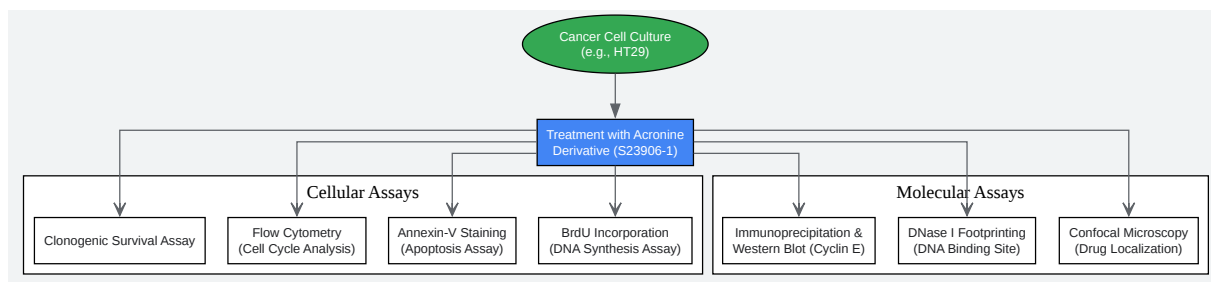 Cancer Cell Culture
(e.g., HT29)
Treatment with Acronine
Derivative (S23906-1)
Cellular Assays
Clonogenic Survival Assay
Flow Cytometry
(Cell Cycle Analysis)
Annexin-V Staining
(Apoptosis Assay)
BrdU Incorporation
(DNA Synthesis Assay)
Molecular Assays
Immunoprecipitation &
Western Blot (Cyclin E)
DNase I Footprinting
(DNA Binding Site)
Confocal Microscopy
(Drug Localization)